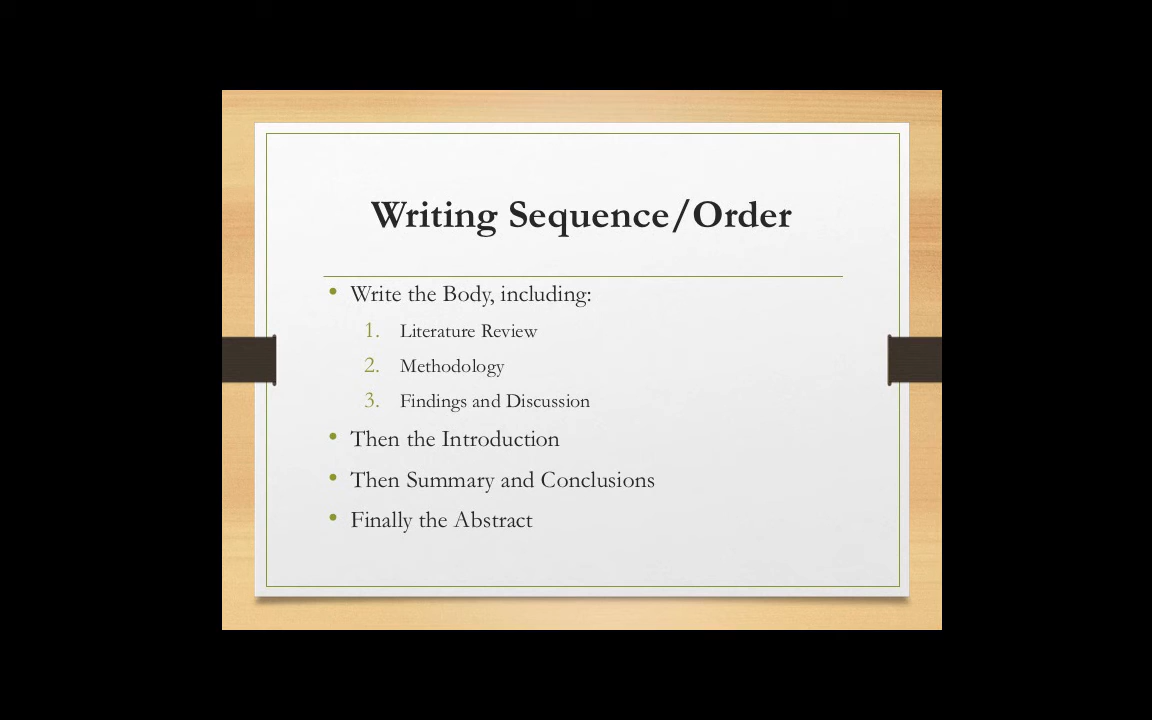 Writing Sequence/Order
• Write the Body, including:
1. Literature Review
2. Methodology
3. Findings and Discussion
• Then the Introduction
• Then Summary and Conclusions
• Finally the Abstract